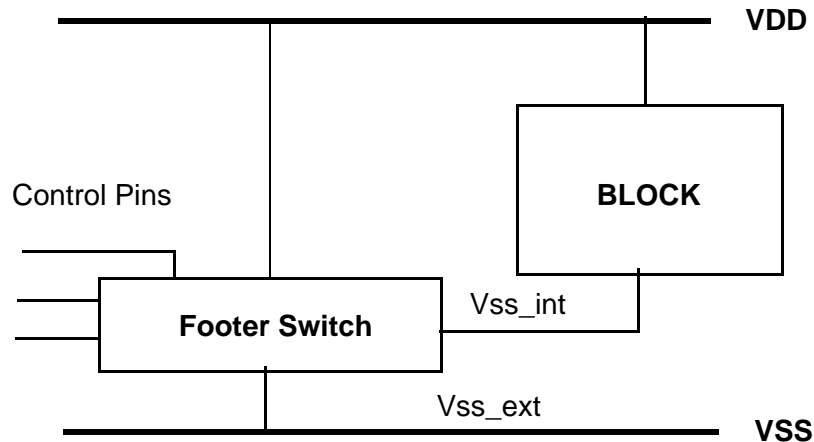 VDD
Control Pins
BLOCK
Footer Switch
Vss_int
Vss_ext
VSS